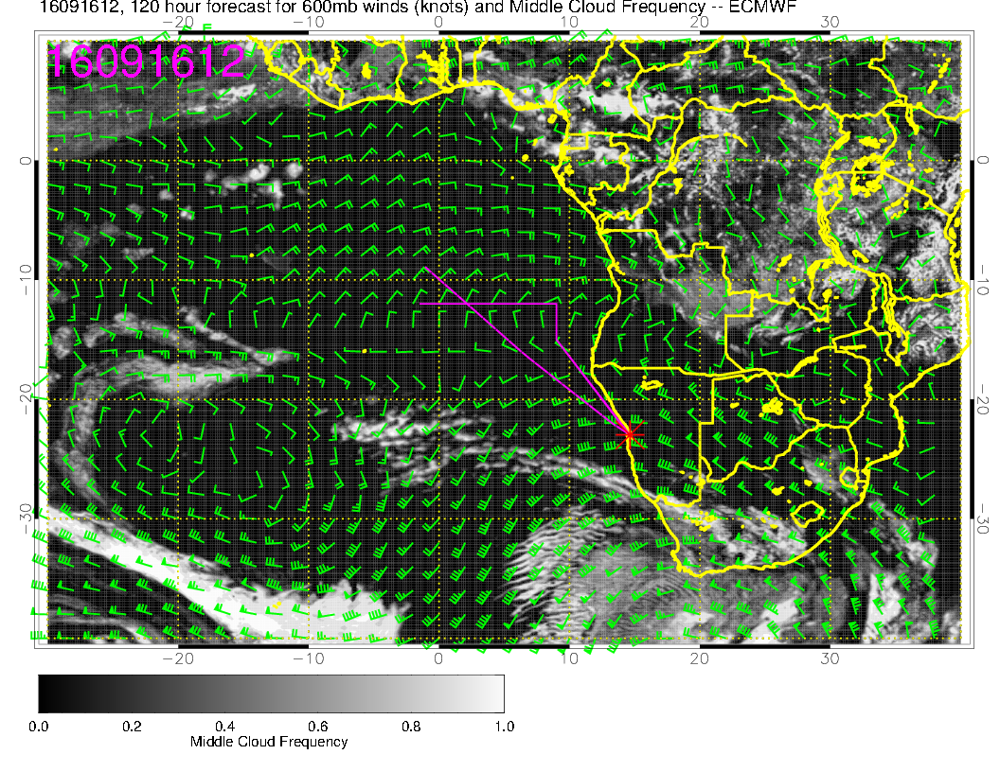 16091612, 120 hour forecast for 600mb winds (knots) and Middle Cloud Frequency -- ECMWF
−20 −10 0 10 20 30
16091612
0 0
−10 −10
−20 −20
−30 −30
−20 −10 0 10 20 30
0.0 0.2 0.4 0.6 0.8 1.0
Middle Cloud Frequency